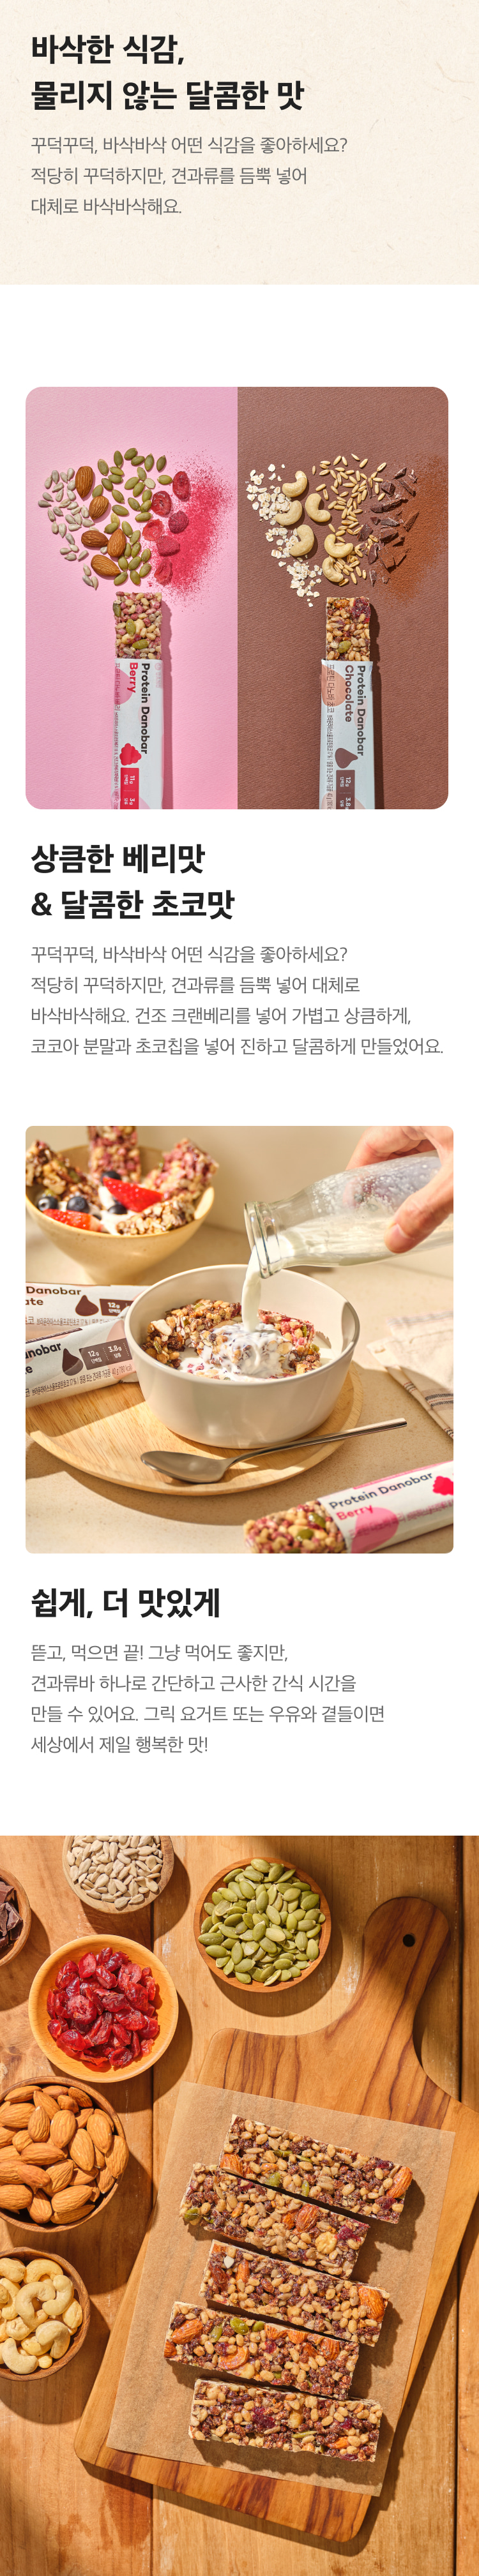 바삭한 식감,
물리지 않는 달콤한 맛
꾸덕꾸덕, 바삭바삭 어떤 식감을 좋아하세요?
적당히 꾸덕하지만, 견과류를 듬뿍 넣어
대체로 바삭바삭해요.
Protein Danobar
Berry
11g
3g
Protein Danobar
Chocolate
12g
3.8g
상큼한 베리맛
& 달콤한 초코맛
꾸덕꾸덕, 바삭바삭 어떤 식감을 좋아하세요?
적당히 꾸덕하지만, 견과류를 듬뿍 넣어 대체로
바삭바삭해요. 건조 크랜베리를 넣어 가볍고 상큼하게,
코코아 분말과 초코칩을 넣어 진하고 달콤하게 만들었어요.
Danobar
ate
12g
anobar
te
12g
3.8g
Protein Danobar
Berry
쉽게, 더 맛있게
뜯고, 먹으면 끝! 그냥 먹어도 좋지만,
견과류바 하나로 간단하고 근사한 간식 시간을
만들 수 있어요. 그릭 요거트 또는 우유와 곁들이면
세상에서 제일 행복한 맛!